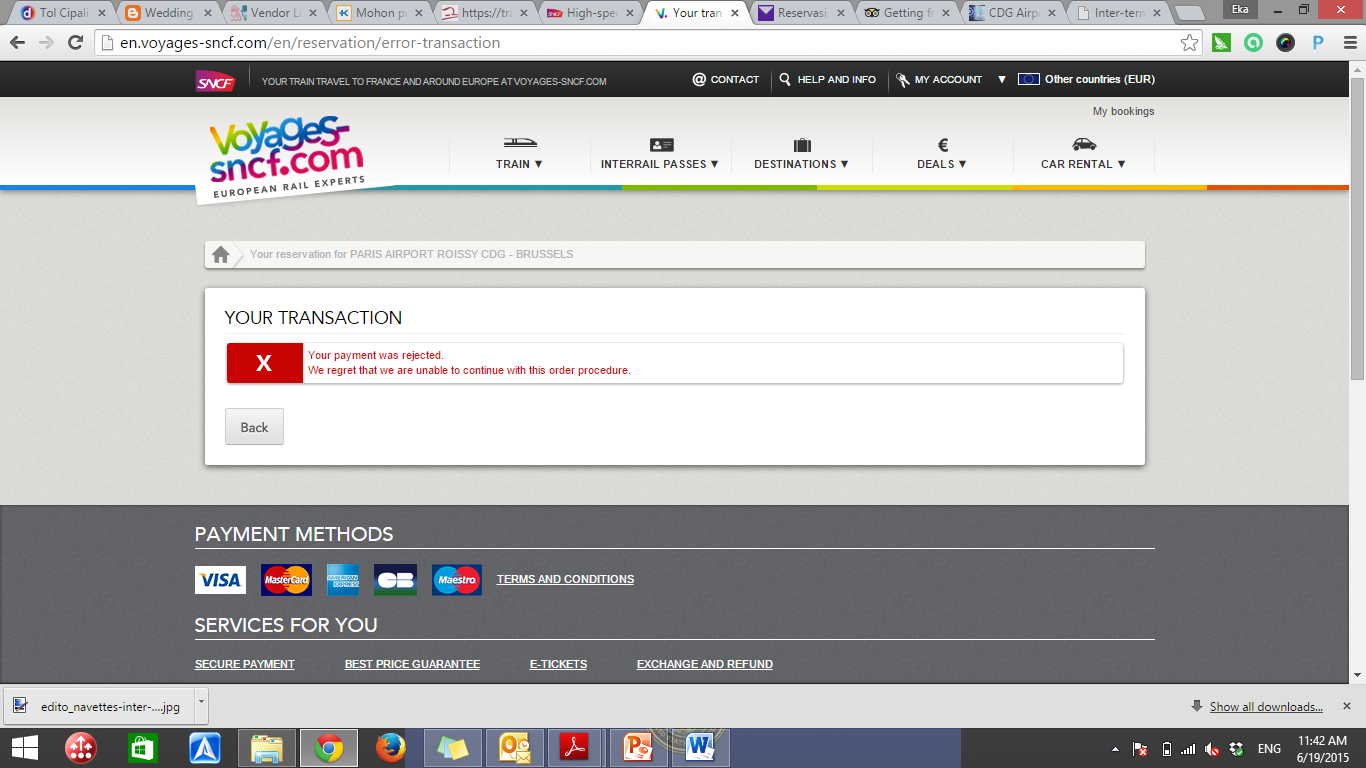 Tol Cipali
Wedding
Vendor Li
Mohon pe
https://tra
High-spee
Your tran
Reservasi
Getting fr
CDG Airp
Inter-term
Eka
en.voyages-sncf.com/en/reservation/error-transaction
SNCF
YOUR TRAIN TRAVEL TO FRANCE AND AROUND EUROPE AT VOYAGES-SNCF.COM
CONTACT
HELP AND INFO
MY ACCOUNT ▼
Other countries (EUR)
My bookings
Voyages-
sncf.com
EUROPEAN RAIL EXPERTS
TRAIN ▼
INTERRAIL PASSES ▼
DESTINATIONS ▼
€
DEALS ▼
CAR RENTAL ▼
Your reservation for PARIS AIRPORT ROISSY CDG - BRUSSELS
YOUR TRANSACTION
X
Your payment was rejected.
We regret that we are unable to continue with this order procedure.
Back
PAYMENT METHODS
VISA
MasterCard
AMERICAN EXPRESS
CB
Maestro
TERMS AND CONDITIONS
SERVICES FOR YOU
SECURE PAYMENT
BEST PRICE GUARANTEE
E-TICKETS
EXCHANGE AND REFUND
edito_navettes-inter-....jpg
Show all downloads...
ENG
11:42 AM
6/19/2015